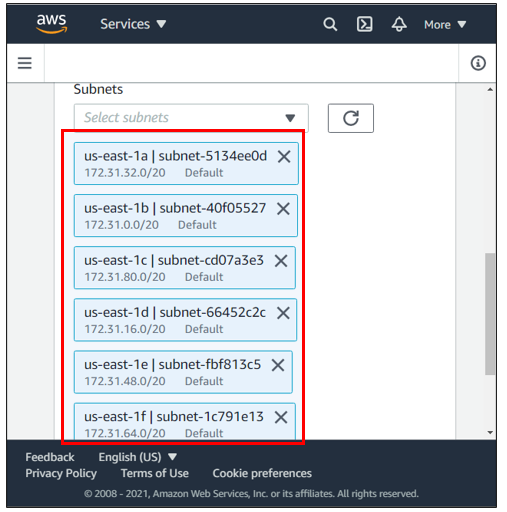 aws
Services
More
Subnets
Select subnets
us-east-1a | subnet-5134ee0d
172.31.32.0/20 Default
us-east-1b | subnet-40f05527
172.31.0.0/20 Default
us-east-1c | subnet-cd07a3e3
172.31.80.0/20 Default
us-east-1d | subnet-66452c2c
172.31.16.0/20 Default
us-east-1e | subnet-fbf813c5
172.31.48.0/20 Default
us-east-1f | subnet-1c791e13
172.31.64.0/20 Default
Feedback English (US)
Privacy Policy Terms of Use Cookie preferences
© 2008 - 2021, Amazon Web Services, Inc. or its affiliates. All rights reserved.